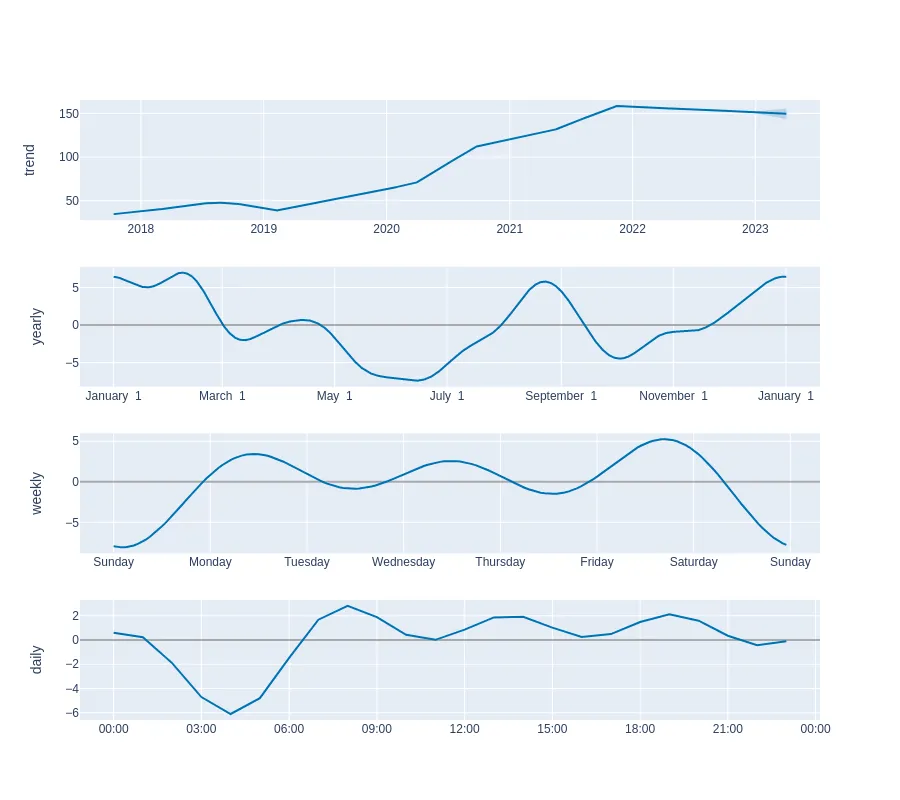 trend
150
100
50
2018 2019 2020 2021 2022 2023
yearly
5
0
−5
January 1 March 1 May 1 July 1 September 1 November 1 January 1
weekly
5
0
−5
Sunday Monday Tuesday Wednesday Thursday Friday Saturday Sunday
daily
2
0
−2
−4
−6
00:00 03:00 06:00 09:00 12:00 15:00 18:00 21:00 00:00